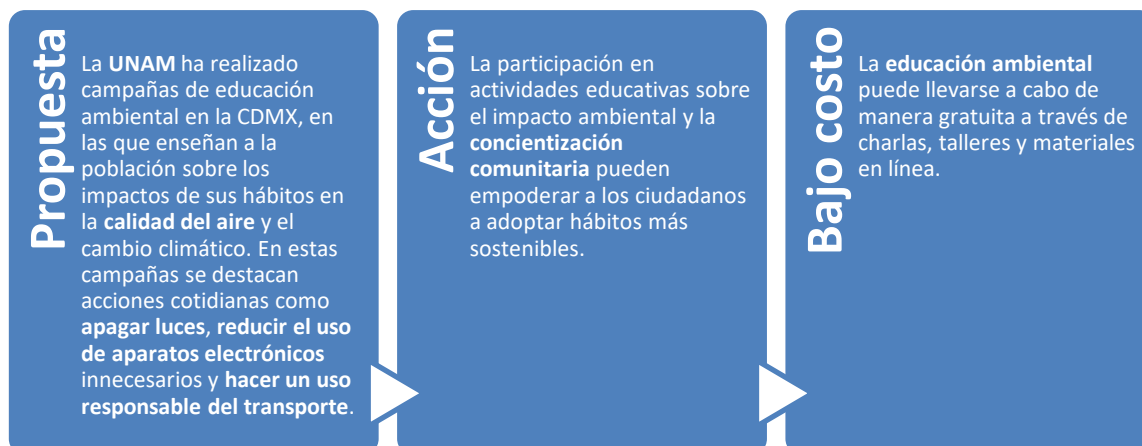 Propuesta
La UNAM ha realizado
campañas de educación
ambiental en la CDMX, en
las que enseñan a la
población sobre los
impactos de sus hábitos en
la calidad del aire y el
cambio climático. En estas
campañas se destacan
acciones cotidianas como
apagar luces, reducir el uso
de aparatos electrónicos
innecesarios y hacer un uso
responsable del transporte.
Acción
La participación en
actividades educativas sobre
el impacto ambiental y la
concientización
comunitaria pueden
empoderar a los ciudadanos
a adoptar hábitos más
sostenibles.
Bajo costo
La educación ambiental
puede llevarse a cabo de
manera gratuita a través de
charlas, talleres y materiales
en línea.